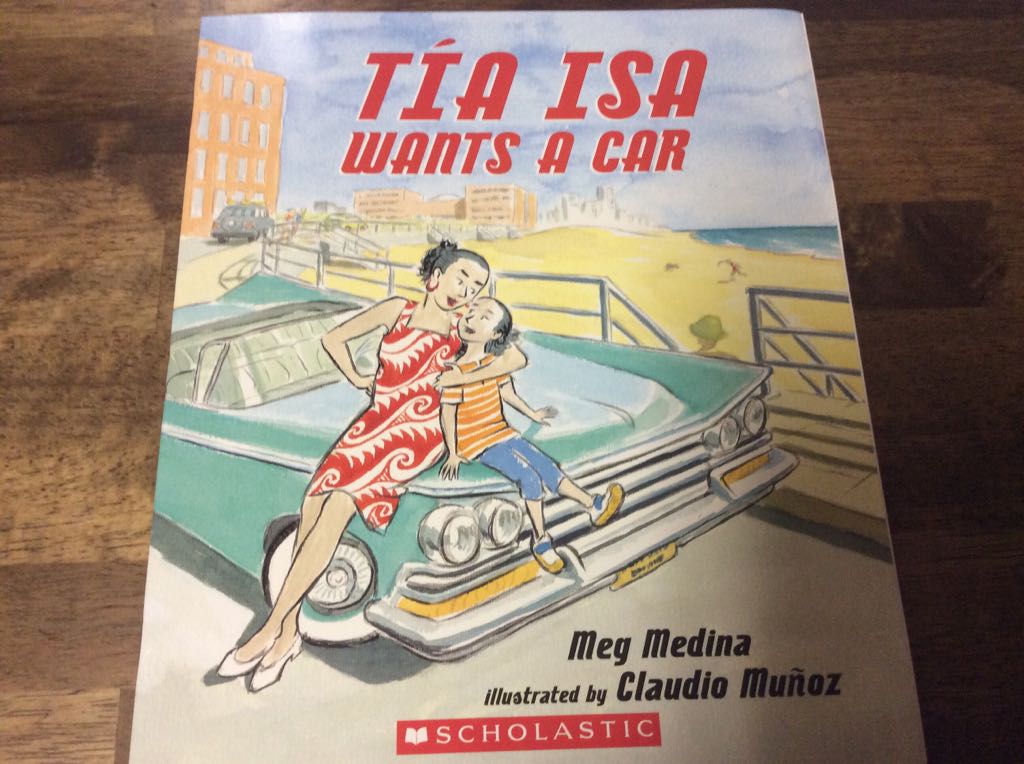 TÍA ISA
WANTS A CAR
Meg Medina
illustrated by Claudio Muñoz
SCHOLASTIC